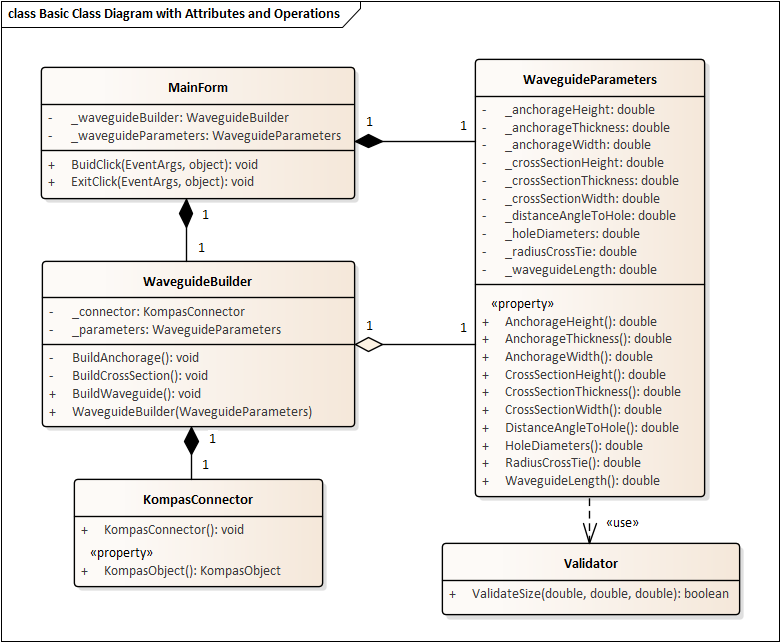 class Basic Class Diagram with Attributes and Operations
MainForm
- _waveguideBuilder: WaveguideBuilder
- _waveguideParameters: WaveguideParameters
+ BuidClick(EventArgs, object): void
+ ExitClick(EventArgs, object): void
1
1
1
1
WaveguideParameters
- _anchorageHeight: double
- _anchorageThickness: double
- _anchorageWidth: double
- _crossSectionHeight: double
- _crossSectionThickness: double
- _crossSectionWidth: double
- _distanceAngleToHole: double
- _holeDiameters: double
- _radiusCrossTie: double
- _waveguideLength: double
«property»
+ AnchorageHeight(): double
+ AnchorageThickness(): double
+ AnchorageWidth(): double
+ CrossSectionHeight(): double
+ CrossSectionThickness(): double
+ CrossSectionWidth(): double
+ DistanceAngleToHole(): double
+ HoleDiameters(): double
+ RadiusCrossTie(): double
+ WaveguideLength(): double
WaveguideBuilder
- _connector: KompasConnector
- _parameters: WaveguideParameters
- BuildAnchorage(): void
- BuildCrossSection(): void
+ BuildWaveguide(): void
+ WaveguideBuilder(WaveguideParameters)
1
1
1
1
KompasConnector
+ KompasConnector(): void
«property»
+ KompasObject(): KompasObject
«use»
Validator
+ ValidateSize(double, double, double): boolean